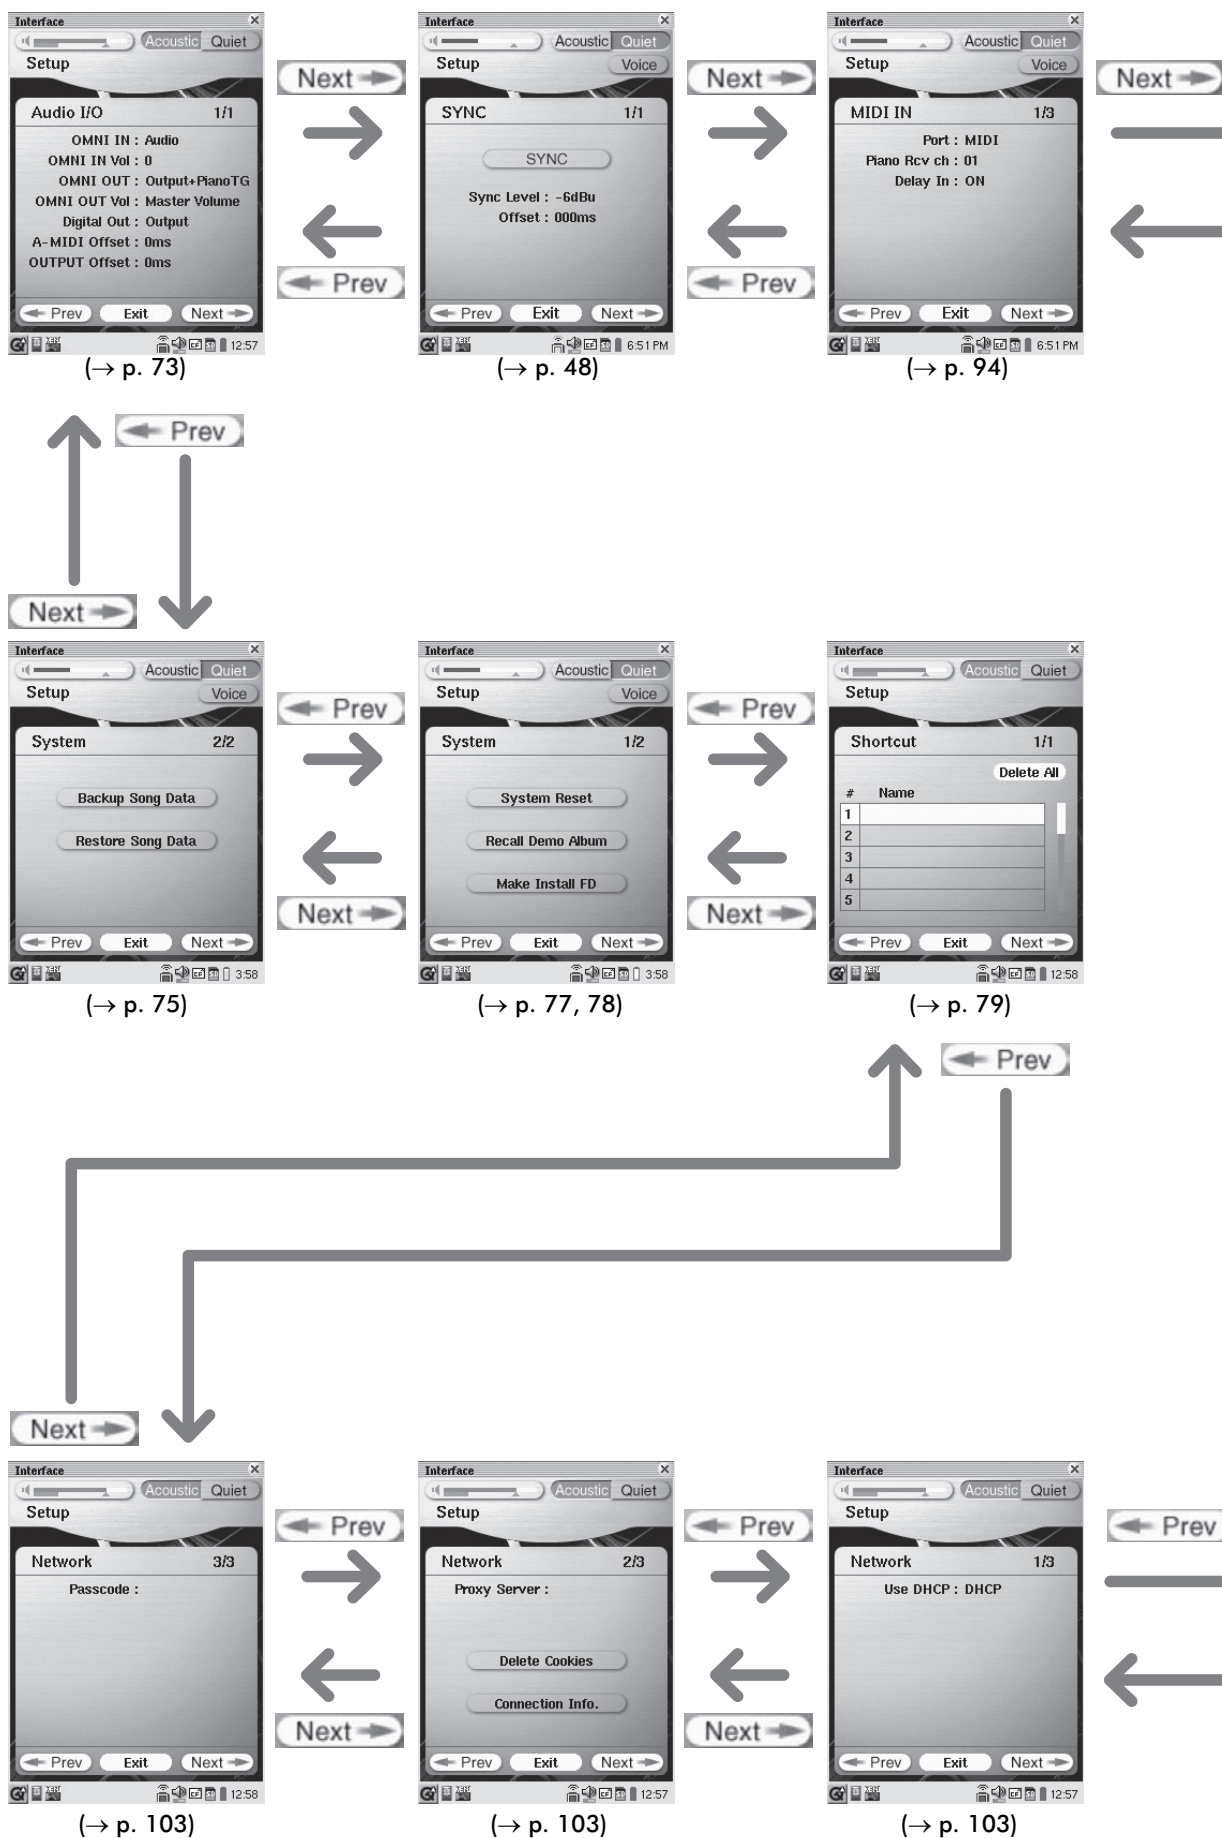 Interface
Acoustic Quiet
Setup
Audio I/O 1/1
OMNI IN : Audio
OMNI IN Vol : 0
OMNI OUT : Output+PianoTG
OMNI OUT Vol : Master Volume
Digital Out : Output
A-MIDI Offset : 0ms
OUTPUT Offset : 0ms
Prev Exit Next
12:57
(→ p. 73)
Next
Prev
Interface
Acoustic Quiet
Setup Voice
SYNC 1/1
SYNC
Sync Level : -6dBu
Offset : 000ms
Prev Exit Next
6:51 PM
(→ p. 48)
Next
Prev
Interface
Acoustic Quiet
Setup Voice
MIDI IN 1/3
Port : MIDI
Piano Rcv ch : 01
Delay In : ON
Prev Exit Next
6:51 PM
(→ p. 94)
Next
Prev
Next
Interface
Acoustic Quiet
Setup Voice
System 2/2
Backup Song Data
Restore Song Data
Prev Exit Next
3:58
(→ p. 75)
Prev
Next
Interface
Acoustic Quiet
Setup Voice
System 1/2
System Reset
Recall Demo Album
Make Install FD
Prev Exit Next
3:58
(→ p. 77, 78)
Prev
Next
Interface
Acoustic Quiet
Setup
Shortcut 1/1
Delete All
# Name
1
2
3
4
5
Prev Exit Next
12:58
(→ p. 79)
Prev
Next
Interface
Acoustic Quiet
Setup
Network 3/3
Passcode :
Prev Exit Next
12:58
(→ p. 103)
Prev
Next
Interface
Acoustic Quiet
Setup
Network 2/3
Proxy Server :
Delete Cookies
Connection Info.
Prev Exit Next
12:57
(→ p. 103)
Prev
Next
Interface
Acoustic Quiet
Setup
Network 1/3
Use DHCP : DHCP
Prev Exit Next
12:57
(→ p. 103)
Prev